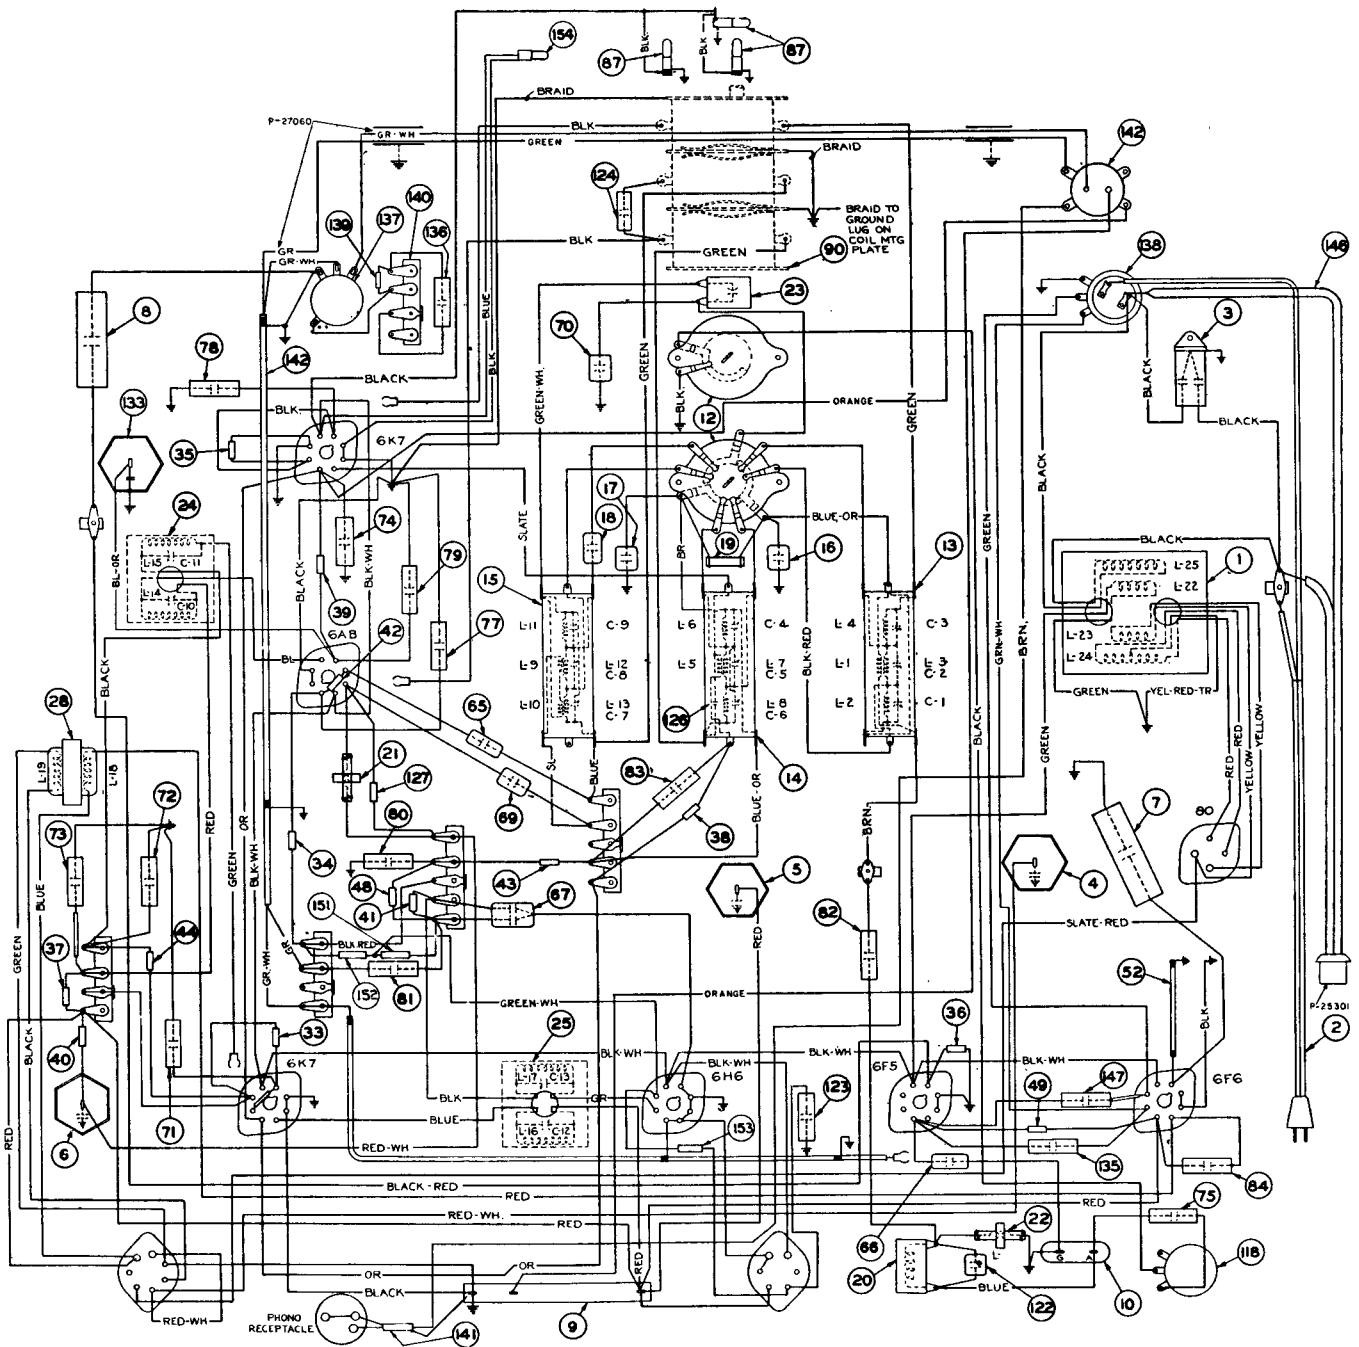 154
87
87
BLK
BLK
BRAID
P-27060
GR-WH
BLK
GREEN
BRAID
142
124
140
139
137
136
BRAID TO
GROUND
LUG ON
COIL MTG
PLATE
GR
GR-WH
BLK
GREEN
90
138
146
8
BLUE
23
3
70
142
78
BLACK
BLK
GREEN-WH.
GREEN
BLK
ORANGE
GREEN
BLACK
BLACK
12
133
BLK
6K7
35
12
BLACK
24
74
SLATE
17
18
BR
19
BLUE-OR
16
13
GREEN
BLACK
1
L-15
C-11
L-14
C-10
BL-OR
BLACK
BLK-WH
79
39
15
L-25
L-22
L-23
L-24
6A8
42
77
L-11
C-9
L-6
C-4
L-4
C-3
BLK-RED
GRN-WH
BRN.
BL
L-9
L-12
C-8
L-5
L-7
C-5
L-1
C-2
L-10
L-13
C-7
126
L-8
C-6
L-2
C-1
GREEN
YEL-RED-TR
BLACK
28
L-19
L-18
65
21
127
69
SL
BLUE
83
14
BLACK
GREEN
RED
RED
YELLOW
YELLOW
72
73
RED
OR
34
80
38
BLUE-OR
BRN
7
80
GREEN
BLUE
GREEN
BLK-WH
48
43
5
4
151
41
67
82
SLATE-RED
37
44
GR
BLK-RED
RED
GR-WH
152
81
GREEN-WH
ORANGE
52
BLK
P-25301
2
BLACK
40
33
25
36
6K7
BLK-WH
L-17
C-13
BLK-WH
6H6
BLK-WH
6F5
BLK-WH
147
6F6
BLK
GR
123
49
6
71
BLUE
L-16
C-12
RED-WH
153
135
RED-WH
BLACK-RED
RED
66
84
RED
RED-WH.
RED
22
75
OR
OR
RED
20
L-
G
A
118
BLACK
BLUE
122
10
RED-WH
PHONO
RECEPTACLE
141
9